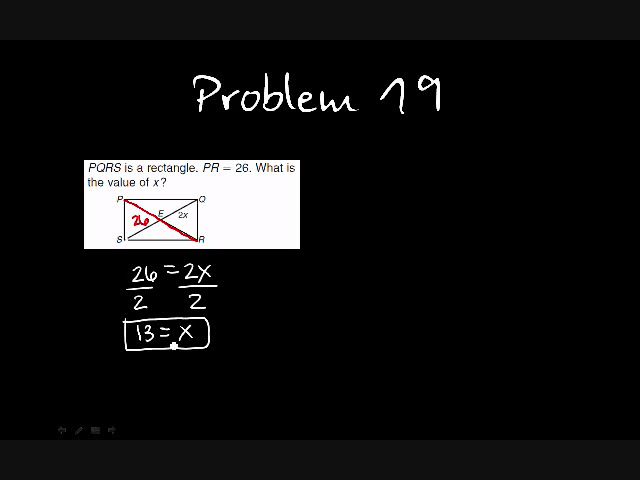 Problem 19
PQRS is a rectangle. PR = 26. What is
the value of x?
P Q
26 E 2x
S R
26 = 2x
2 2
13 = x